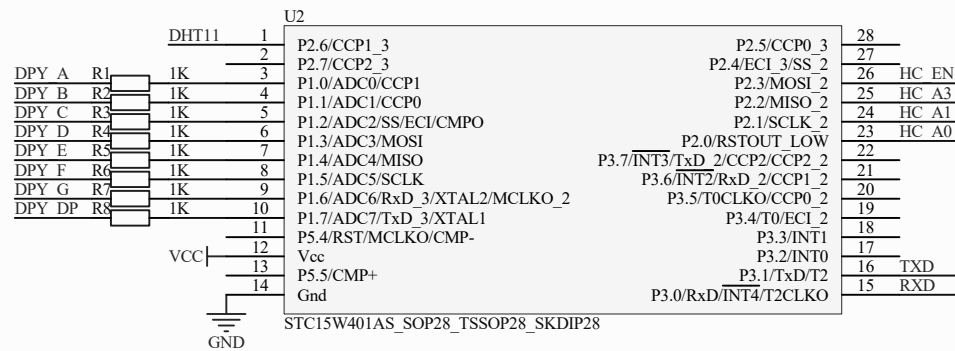 U2
DHT11 1 P2.6/CCP1_3 P2.5/CCP0_3 28
2 P2.7/CCP2_3 P2.4/ECI_3/SS_2 27
DPY_A R1 1K 3 P1.0/ADC0/CCP1 P2.3/MOSI_2 26 HC_EN
DPY_B R2 1K 4 P1.1/ADC1/CCP0 P2.2/MISO_2 25 HC_A3
DPY_C R3 1K 5 P1.2/ADC2/SS/ECI/CMPO P2.1/SCLK_2 24 HC_A1
DPY_D R4 1K 6 P1.3/ADC3/MOSI P2.0/RSTOUT_LOW 23 HC_A0
DPY_E R5 1K 7 P1.4/ADC4/MISO P3.7/INT3/TxD_2/CCP2/CCP2_2 22
DPY_F R6 1K 8 P1.5/ADC5/SCLK P3.6/INT2/RxD_2/CCP1_2 21
DPY_G R7 1K 9 P1.6/ADC6/RxD_3/XTAL2/MCLKO_2 P3.5/T0CLKO/CCP0_2 20
DPY_DP R8 1K 10 P1.7/ADC7/TxD_3/XTAL1 P3.4/T0/ECI_2 19
11 P5.4/RST/MCLKO/CMP- P3.3/INT1 18
VCC 12 Vcc P3.2/INT0 17
13 P5.5/CMP+ P3.1/TxD/T2 16 TXD
14 Gnd P3.0/RxD/INT4/T2CLKO 15 RXD
STC15W401AS_SOP28_TSSOP28_SKDIP28
GND